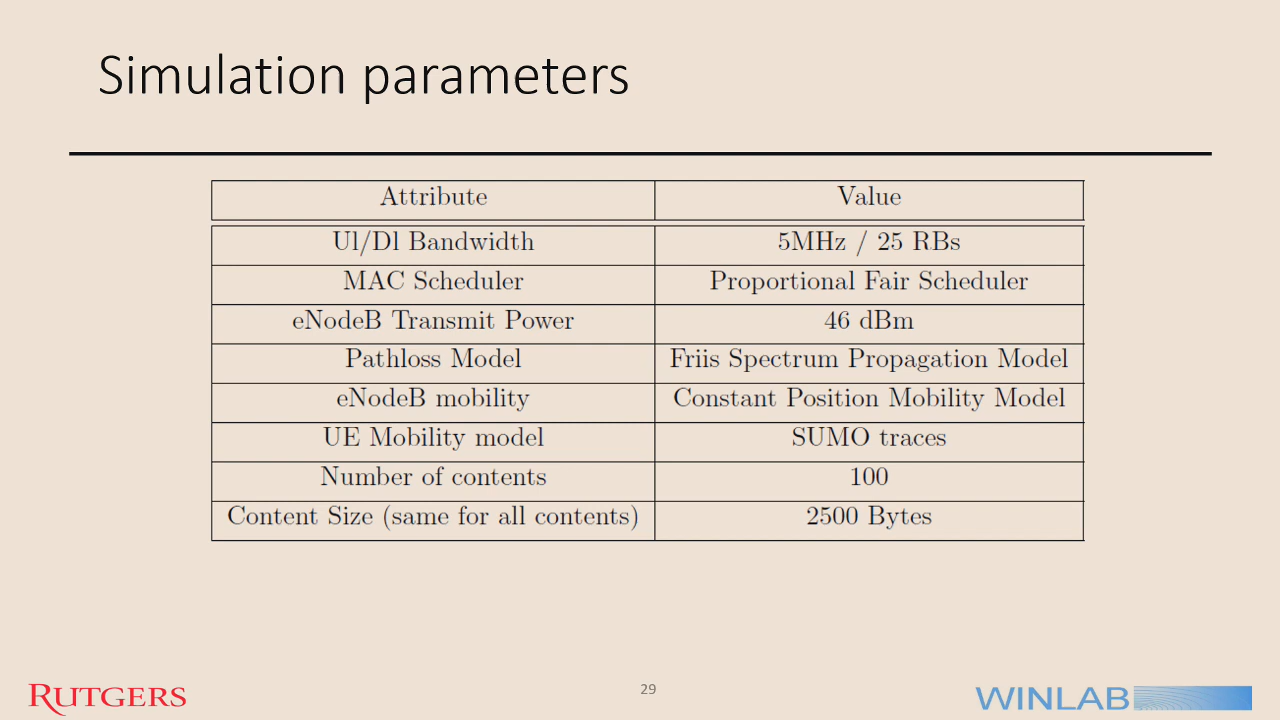 Simulation parameters
Attribute Value
Ul/Dl Bandwidth 5MHz / 25 RBs
MAC Scheduler Proportional Fair Scheduler
eNodeB Transmit Power 46 dBm
Pathloss Model Friis Spectrum Propagation Model
eNodeB mobility Constant Position Mobility Model
UE Mobility model SUMO traces
Number of contents 100
Content Size (same for all contents) 2500 Bytes
RUTGERS 29 WINLAB